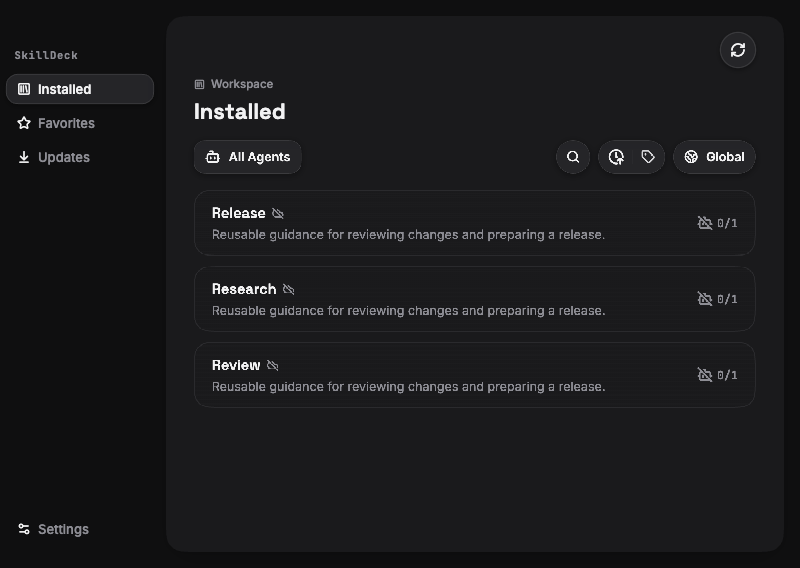 SkillDeck
Installed
Favorites
Updates
Settings
Workspace
Installed
All Agents
Global
Release
Reusable guidance for reviewing changes and preparing a release.
0/1
Research
Reusable guidance for reviewing changes and preparing a release.
0/1
Review
Reusable guidance for reviewing changes and preparing a release.
0/1